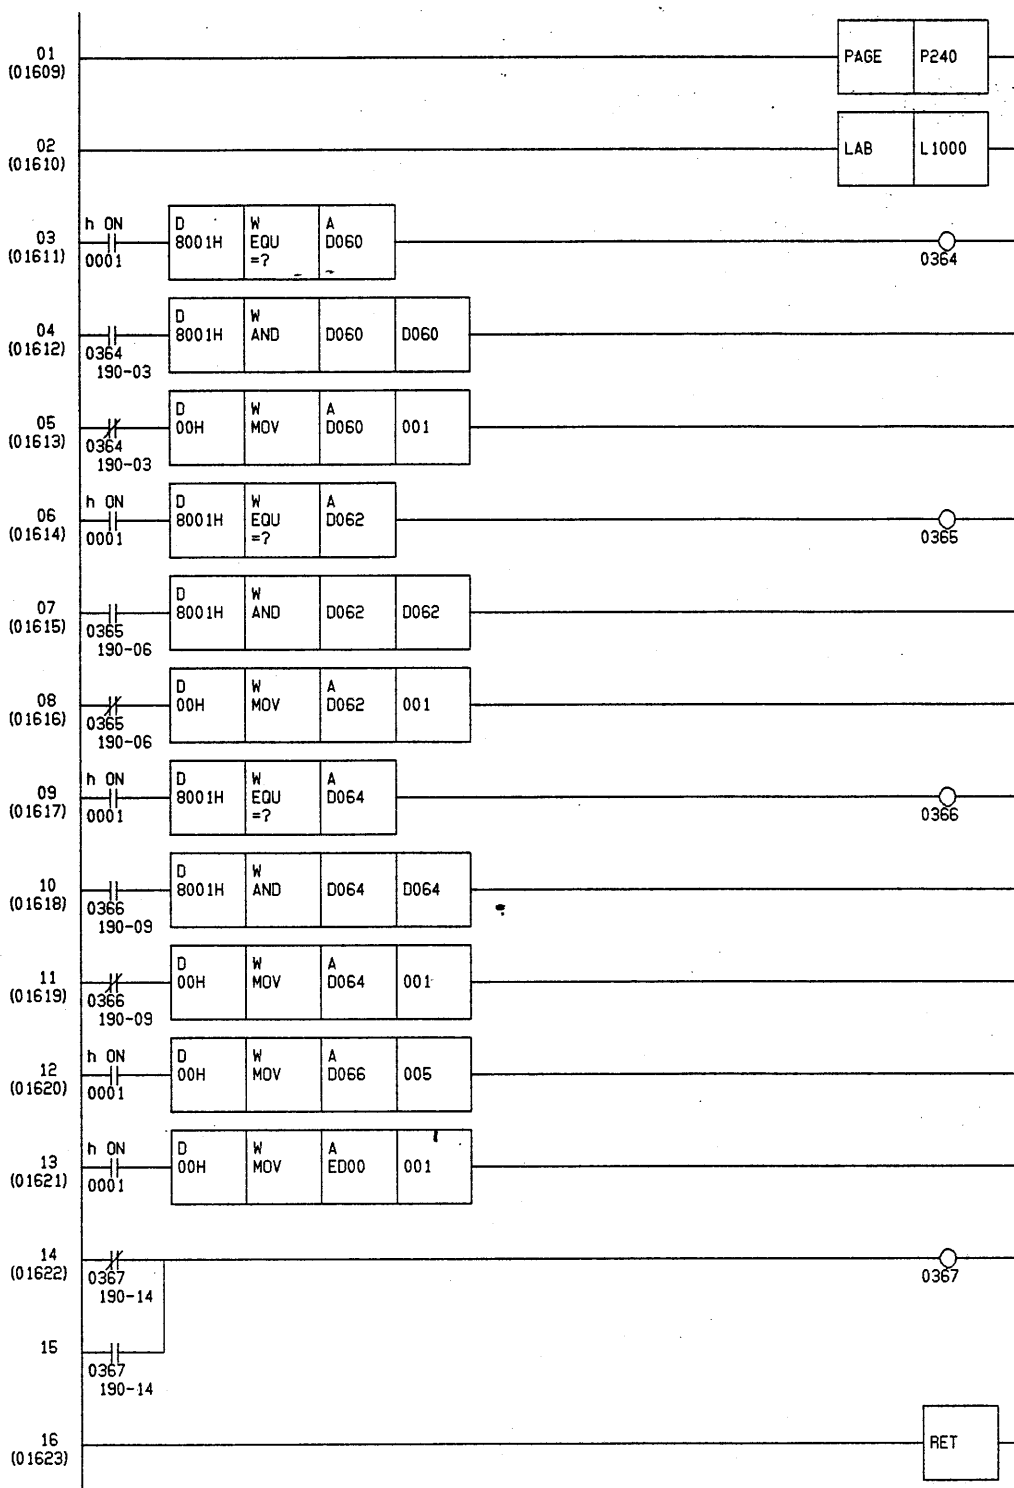 01
(01609)
PAGE P240
02
(01610)
LAB L1000
h ON
D W A
03
8001H EQU D060
(01611)
0001
=?
0364
D W
04
8001H AND D060 D060
(01612)
0364
190-03
D W A
05
00H MOV D060 001
(01613)
0364
190-03
h ON
D W A
06
8001H EQU D062
(01614)
0001
=?
0365
D W
07
8001H AND D062 D062
(01615)
0365
190-06
D W A
08
00H MOV D062 001
(01616)
0365
190-06
h ON
D W A
09
8001H EQU D064
(01617)
0001
=?
0366
D W
10
8001H AND D064 D064
(01618)
0366
190-09
D W A
11
00H MOV D064 001
(01619)
0366
190-09
h ON
D W A
12
00H MOV D066 005
(01620)
0001
h ON
D W A
13
00H MOV ED00 001
(01621)
0001
14
(01622)
0367
190-14
0367
15
0367
190-14
16
(01623)
RET